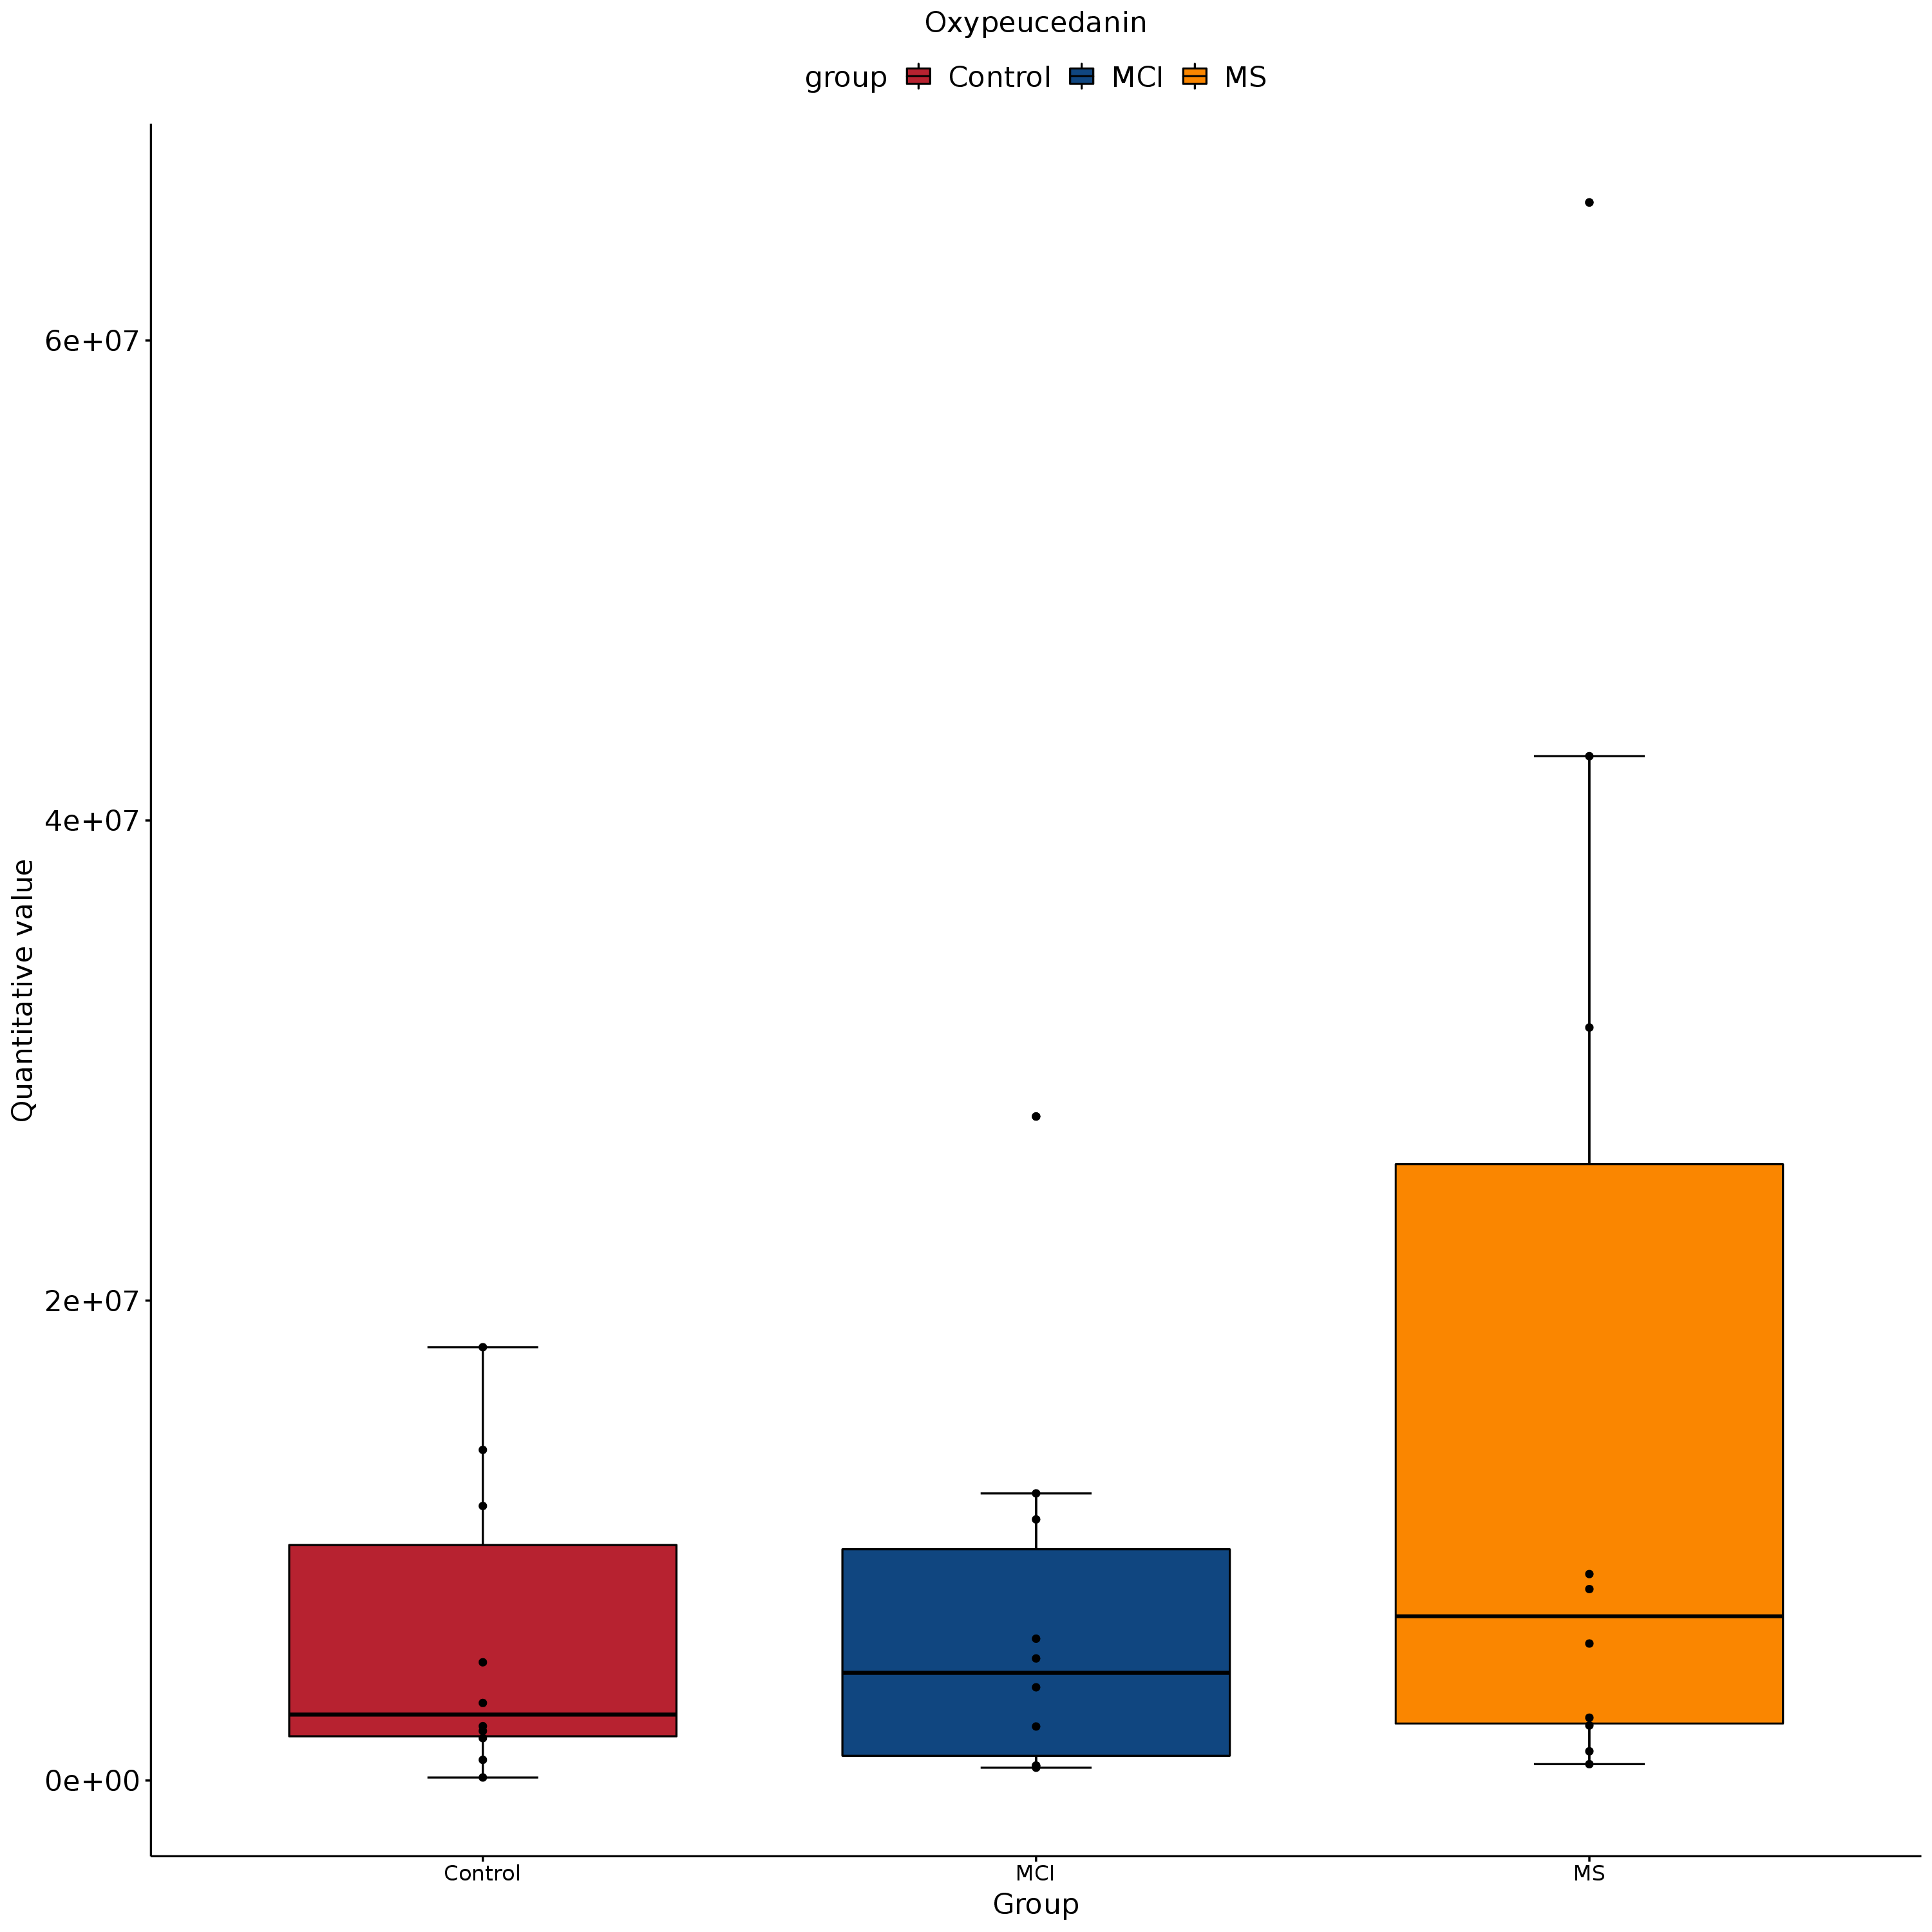 Oxypeucedanin
group Control MCI MS
Quantitative value
6e+07
4e+07
2e+07
0e+00
Control MCI MS
Group